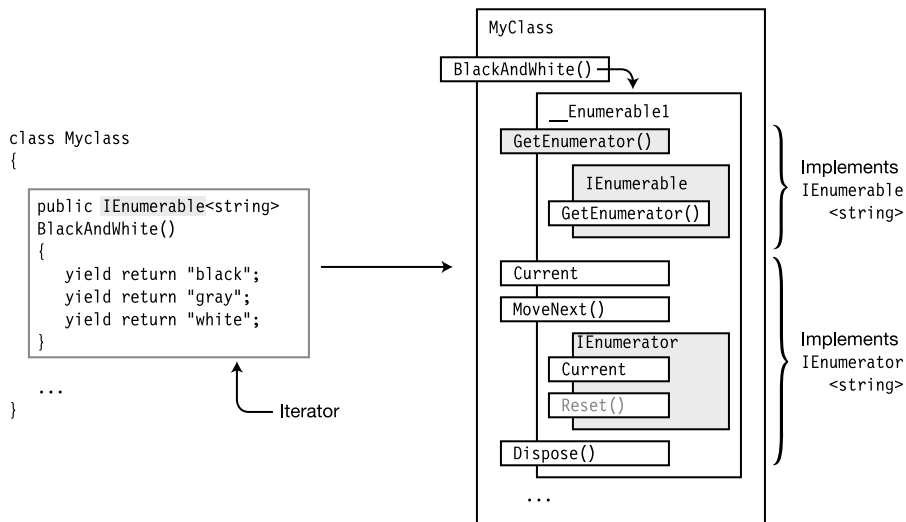 class Myclass
{
public IEnumerable<string>
BlackAndWhite()
{
yield return "black";
yield return "gray";
yield return "white";
}
...
}
Iterator
MyClass
BlackAndWhite()
__Enumerable1
GetEnumerator()
IEnumerable
GetEnumerator()
Implements
IEnumerable
<string>
Current
MoveNext()
IEnumerator
Current
Reset()
Dispose()
...
Implements
IEnumerator
<string>